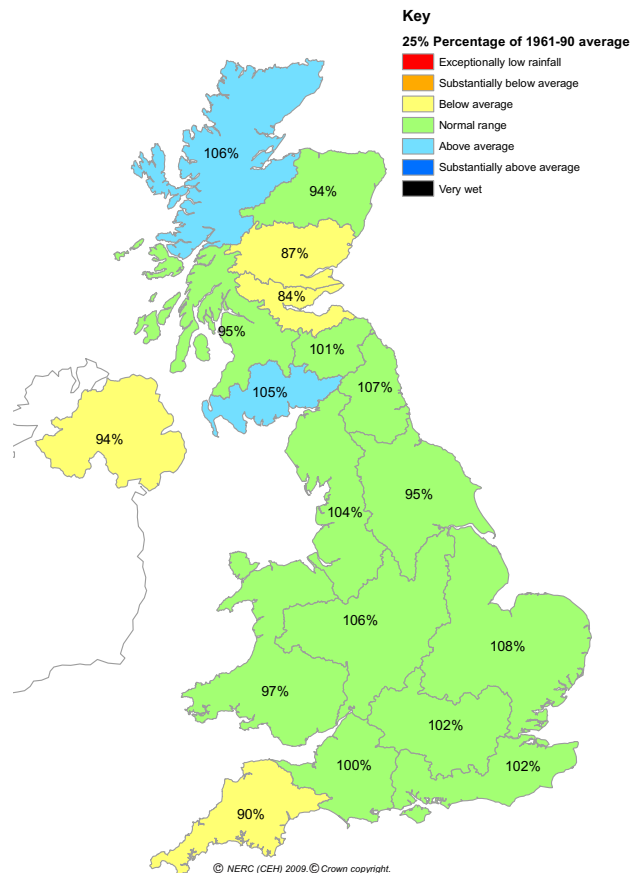 Key
25% Percentage of 1961-90 average
Exceptionally low rainfall
Substantially below average
Below average
Normal range
Above average
Substantially above average
Very wet
106%
94%
87%
84%
95%
101%
105%
107%
94%
95%
104%
106%
108%
97%
102%
100%
102%
90%
© NERC (CEH) 2009. © Crown copyright.